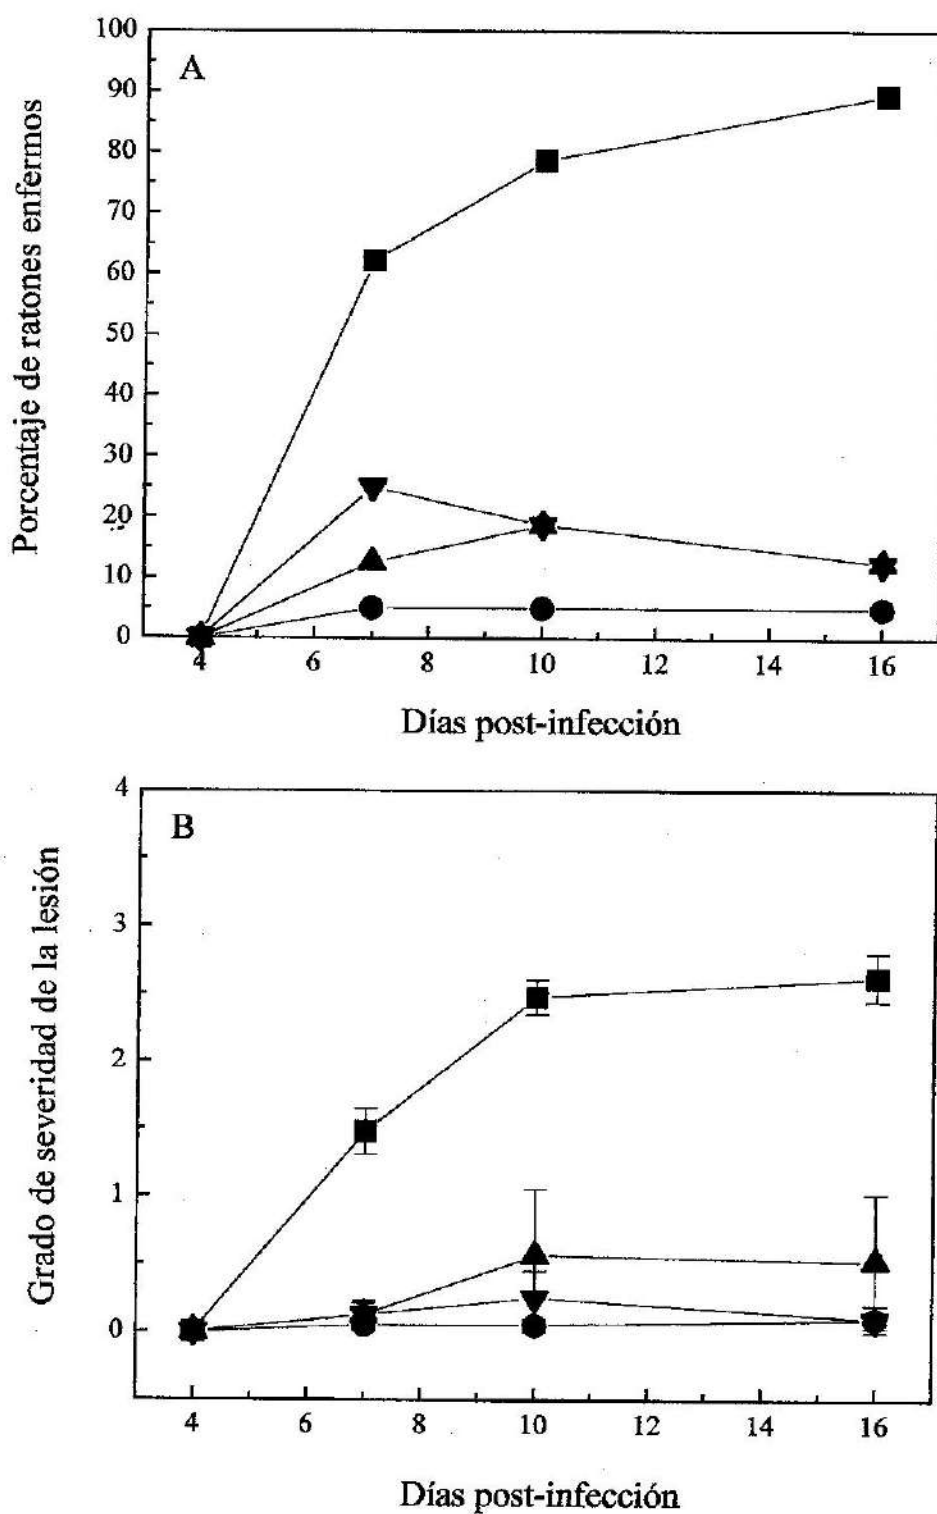 A
100
90
80
70
60
50
40
30
20
10
0
Porcentaje de ratones enfermos
4 6 8 10 12 14 16
Días post-infección
B
4
3
2
1
0
Grado de severidad de la lesión
4 6 8 10 12 14 16
Días post-infección